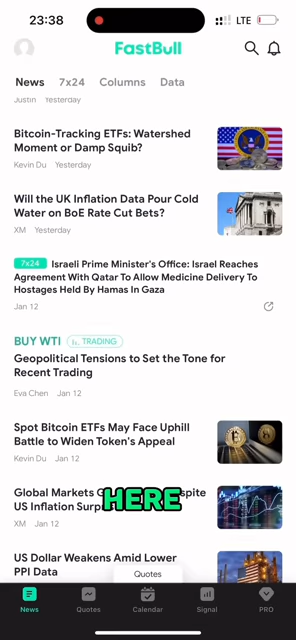 23:38
LTE
FastBull
News 7x24 Columns Data
Justin Yesterday
Bitcoin-Tracking ETFs: Watershed
Moment or Damp Squib?
Kevin Du Yesterday
Will the UK Inflation Data Pour Cold
Water on BoE Rate Cut Bets?
XM Yesterday
7x24 Israeli Prime Minister's Office: Israel Reaches
Agreement With Qatar To Allow Medicine Delivery To
Hostages Held By Hamas In Gaza
Jan 12
BUY WTI TRADING
Geopolitical Tensions to Set the Tone for
Recent Trading
Eva Chen Jan 12
Spot Bitcoin ETFs May Face Uphill
Battle to Widen Token's Appeal
Kevin Du Jan 12
Global Markets
US Inflation
HERE
XM Jan 12
US Dollar Weakens Amid Lower
PPI Data
Quotes
News Quotes Calendar Signal PRO